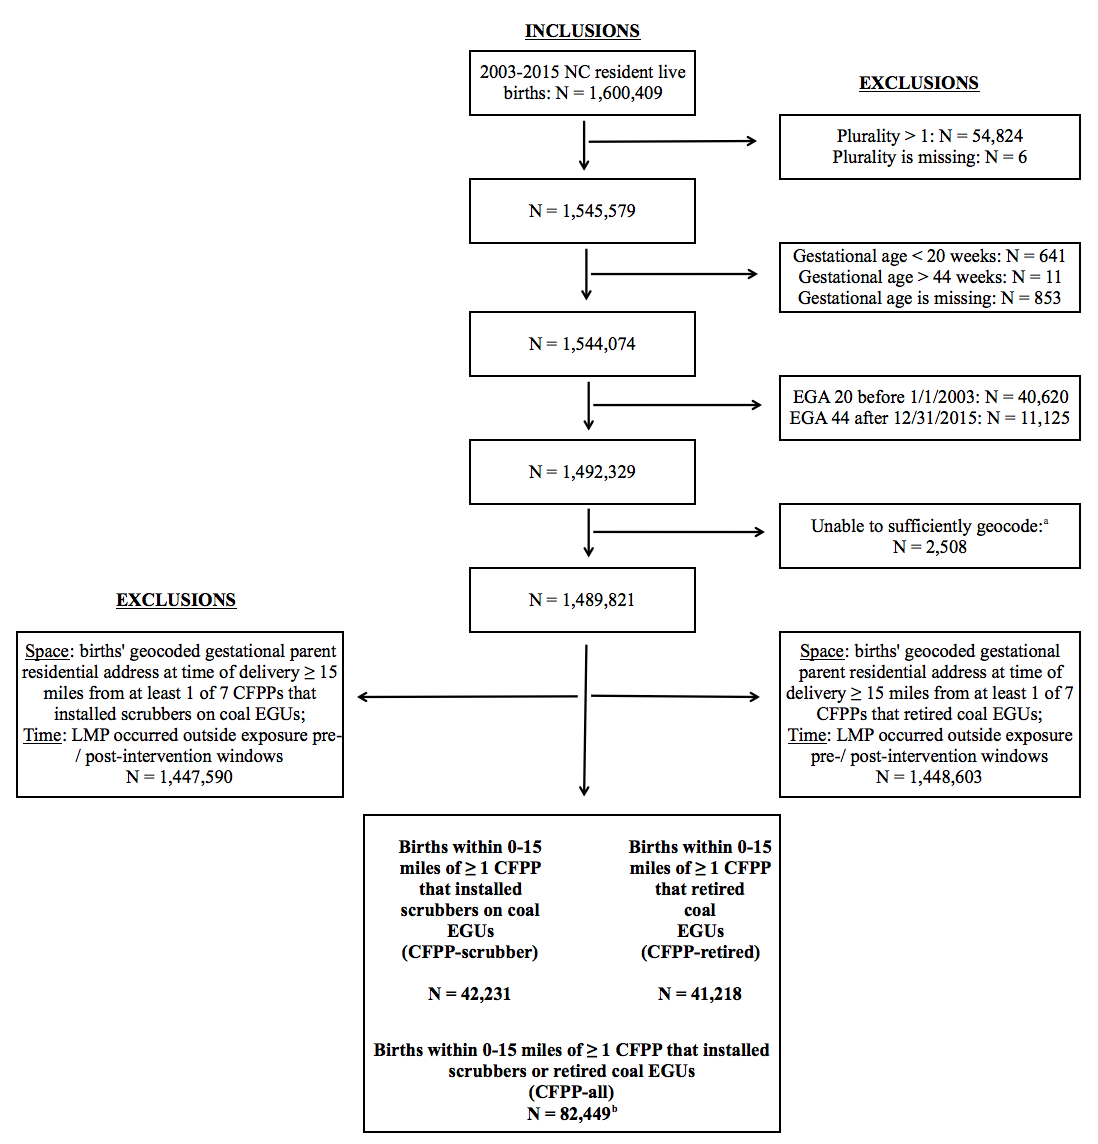 INCLUSIONS
2003-2015 NC resident live
births: N = 1,600,409
EXCLUSIONS
Plurality > 1: N = 54,824
Plurality is missing: N = 6
N = 1,545,579
Gestational age < 20 weeks: N = 641
Gestational age > 44 weeks: N = 11
Gestational age is missing: N = 853
N = 1,544,074
EGA 20 before 1/1/2003: N = 40,620
EGA 44 after 12/31/2015: N = 11,125
N = 1,492,329
Unable to sufficiently geocode:ᵃ
N = 2,508
N = 1,489,821
EXCLUSIONS
Space: births' geocoded gestational parent
residential address at time of delivery ≥ 15
miles from at least 1 of 7 CFPPs that
installed scrubbers on coal EGUs;
Time: LMP occurred outside exposure pre-
/ post-intervention windows
N = 1,447,590
Space: births' geocoded gestational
parent residential address at time of
delivery ≥ 15 miles from at least 1 of 7
CFPPs that retired coal EGUs;
Time: LMP occurred outside exposure
pre-/ post-intervention windows
N = 1,448,603
Births within 0-15
miles of ≥ 1 CFPP
that installed
scrubbers on coal
EGUs
(CFPP-scrubber)
N = 42,231
Births within 0-15
miles of ≥ 1 CFPP
that retired
coal
EGUs
(CFPP-retired)
N = 41,218
Births within 0-15 miles of ≥ 1 CFPP that installed
scrubbers or retired coal EGUs
(CFPP-all)
N = 82,449ᵇ